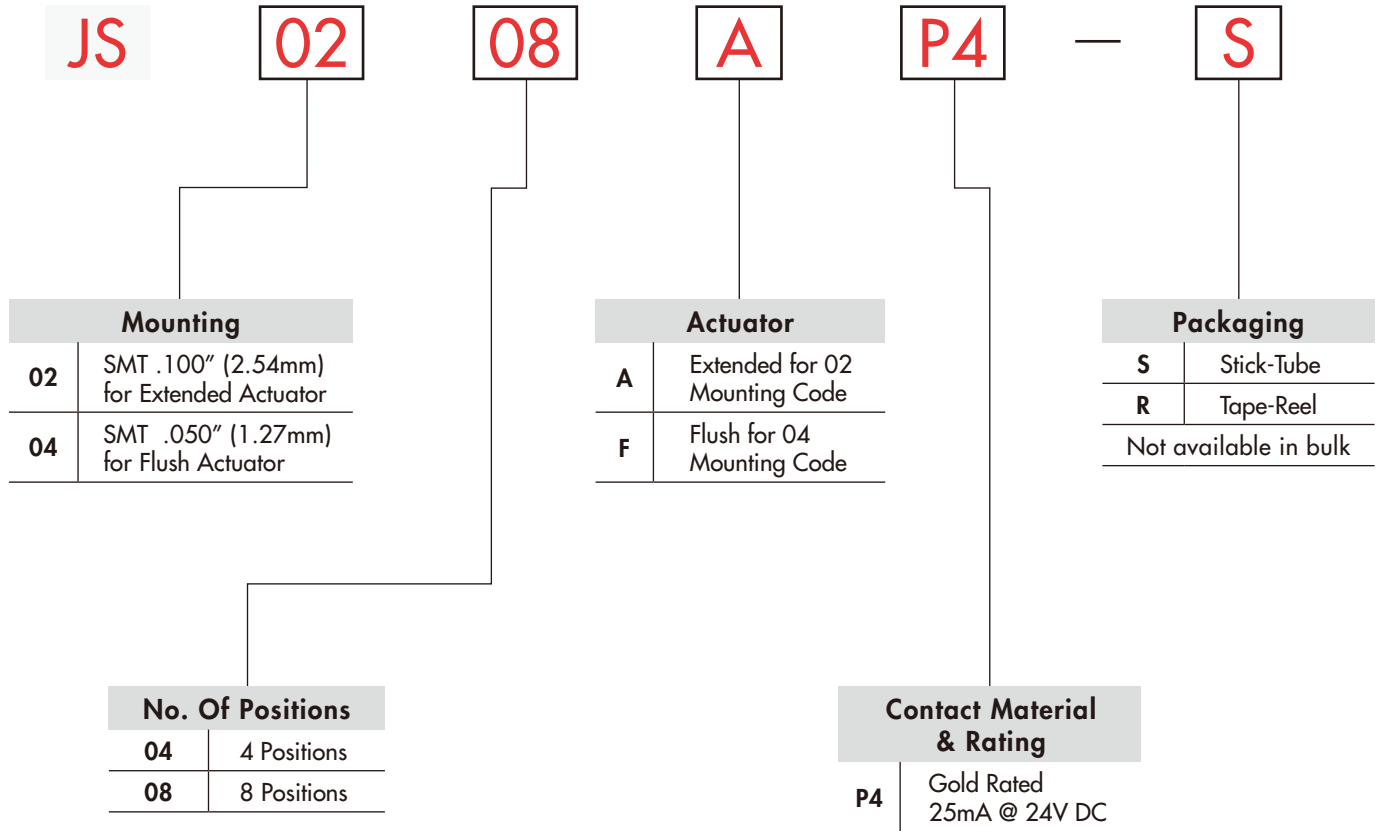 JS 02 08 A P4 — S
Mounting
02 SMT .100" (2.54mm)
for Extended Actuator
04 SMT .050" (1.27mm)
for Flush Actuator
Actuator
A Extended for 02
Mounting Code
F Flush for 04
Mounting Code
Packaging
S Stick-Tube
R Tape-Reel
Not available in bulk
No. Of Positions
04 4 Positions
08 8 Positions
Contact Material
& Rating
P4 Gold Rated
25mA @ 24V DC